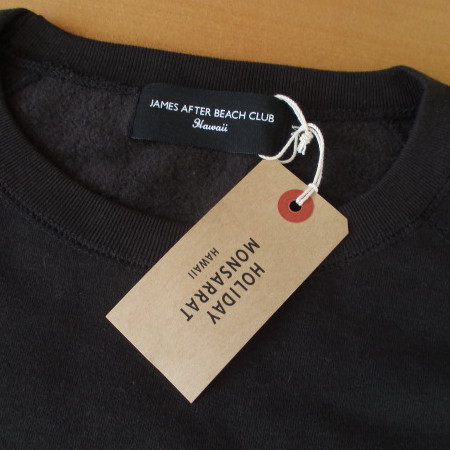 JAMES AFTER BEACH CLUB
Hawaii
HOLIDAY
MONSARRAT
HAWAII